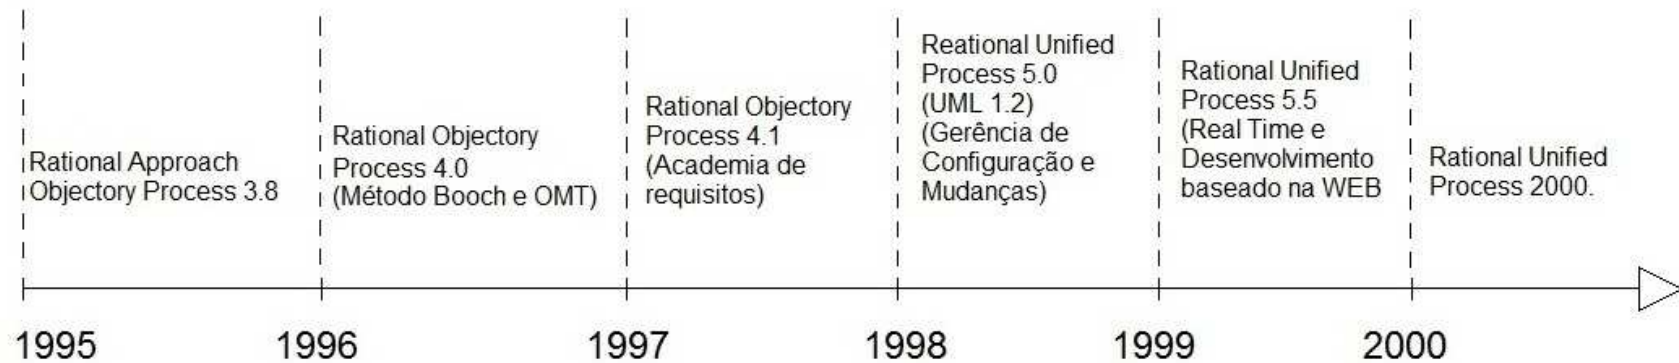 Rational Approach
Objectory Process 3.8
Rational Objectory
Process 4.0
(Método Booch e OMT)
Rational Objectory
Process 4.1
(Academia de
requisitos)
Reational Unified
Process 5.0
(UML 1.2)
(Gerência de
Configuração e
Mudanças)
Rational Unified
Process 5.5
(Real Time e
Desenvolvimento
baseado na WEB
Rational Unified
Process 2000.
1995
1996
1997
1998
1999
2000